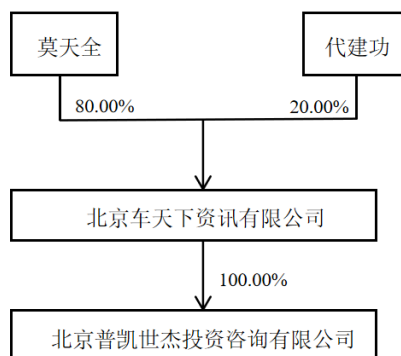 莫天全
代建功
80.00%
20.00%
北京车天下资讯有限公司
100.00%
北京普凯世杰投资咨询有限公司